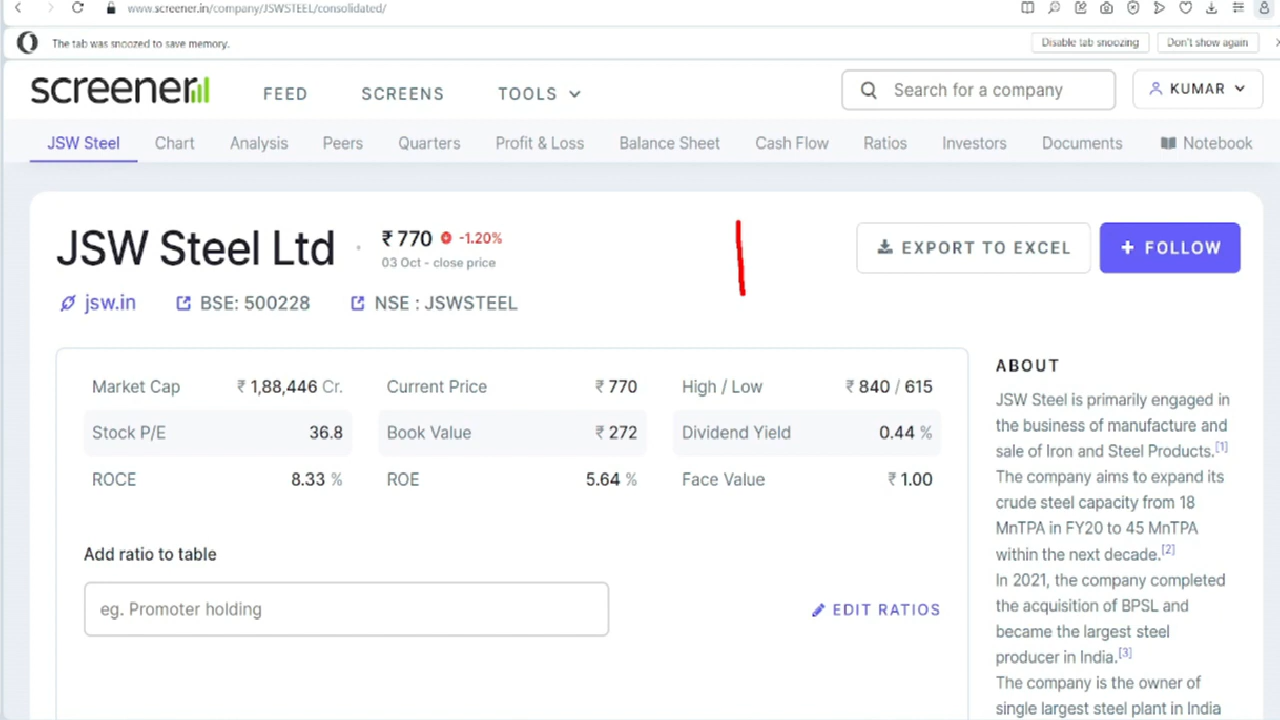 www.screener.in/company/JSWSTEEL/consolidated/
The tab was snoozed to save memory.
Disable tab snoozing
Don't show again
screener
FEED
SCREENS
TOOLS
Search for a company
KUMAR
JSW Steel
Chart
Analysis
Peers
Quarters
Profit & Loss
Balance Sheet
Cash Flow
Ratios
Investors
Documents
Notebook
JSW Steel Ltd
₹ 770 -1.20%
03 Oct - close price
EXPORT TO EXCEL
+ FOLLOW
jsw.in
BSE: 500228
NSE : JSWSTEEL
Market Cap ₹ 1,88,446 Cr.
Current Price ₹ 770
High / Low ₹ 840 / 615
Stock P/E 36.8
Book Value ₹ 272
Dividend Yield 0.44 %
ROCE 8.33 %
ROE 5.64 %
Face Value ₹ 1.00
Add ratio to table
eg. Promoter holding
EDIT RATIOS
ABOUT
JSW Steel is primarily engaged in
the business of manufacture and
sale of Iron and Steel Products.[1]
The company aims to expand its
crude steel capacity from 18
MnTPA in FY20 to 45 MnTPA
within the next decade.[2]
In 2021, the company completed
the acquisition of BPSL and
became the largest steel
producer in India.[3]
The company is the owner of
single largest steel plant in India